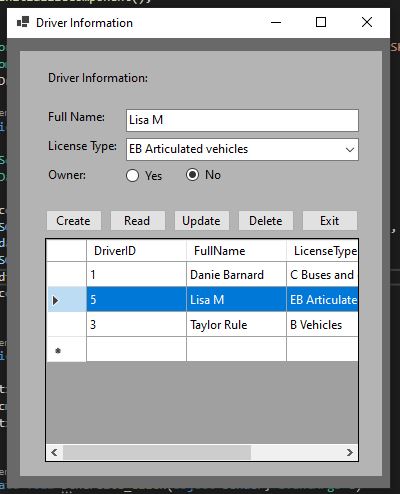 Driver Information
Driver Information:
Full Name: Lisa M
License Type: EB Articulated vehicles
Owner: Yes No
Create Read Update Delete Exit
DriverID FullName LicenseType
1 Danie Barnard C Buses and
5 Lisa M EB Articulate
3 Taylor Rule B Vehicles